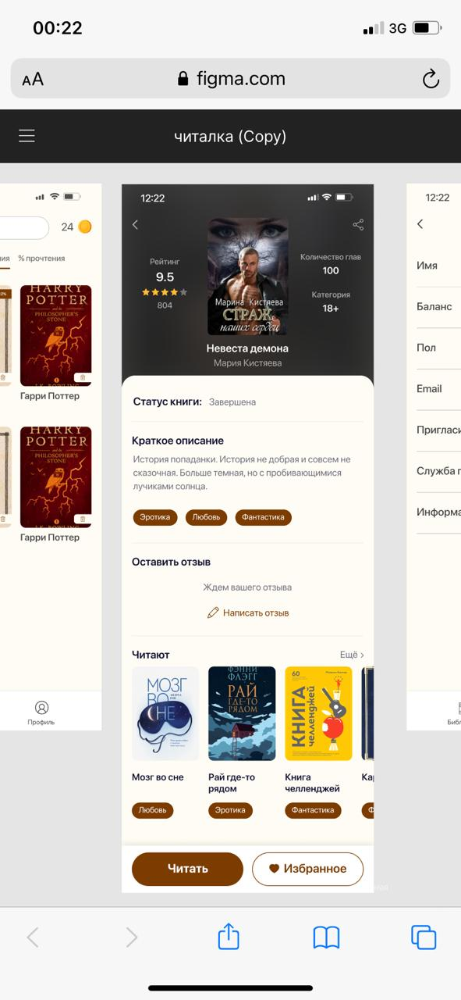 00:22
3G
AA
figma.com
читалка (Copy)
24
ия
% прочтения
2%
HARRY
POTTER
and the
PHILOSOPHER'S
STONE
J.K. ROWLING
Гарри Поттер
HARRY
POTTER
and the
PHILOSOPHER'S
STONE
Гарри Поттер
Профиль
12:22
Рейтинг
9.5
804
Марина Кистяева
СТРАЖ
наших сердец
Количество глав
100
Категория
18+
Невеста демона
Мария Кистяева
Статус книги: Завершена
Краткое описание
История попаданки. История не добрая и совсем не
сказочная. Больше темная, но с пробивающимися
лучиками солнца.
Эротика
Любовь
Фантастика
Оставить отзыв
Ждем вашего отзыва
Написать отзыв
Читают
Ещё >
МОЗГ
ВО
СНЕ
ФЭННИ
ФЛЭГГ
РАЙ
ГДЕ-ТО
РЯДОМ
60
КНИГА
челленджей
Мозг во сне
Рай где-то
рядом
Книга
челленджей
Кар
Любовь
Эротика
Фантастика
Ф
Читать
Избранное
12:22
Имя
Баланс
Пол
Email
Пригласи
Служба п
Информа
Библ